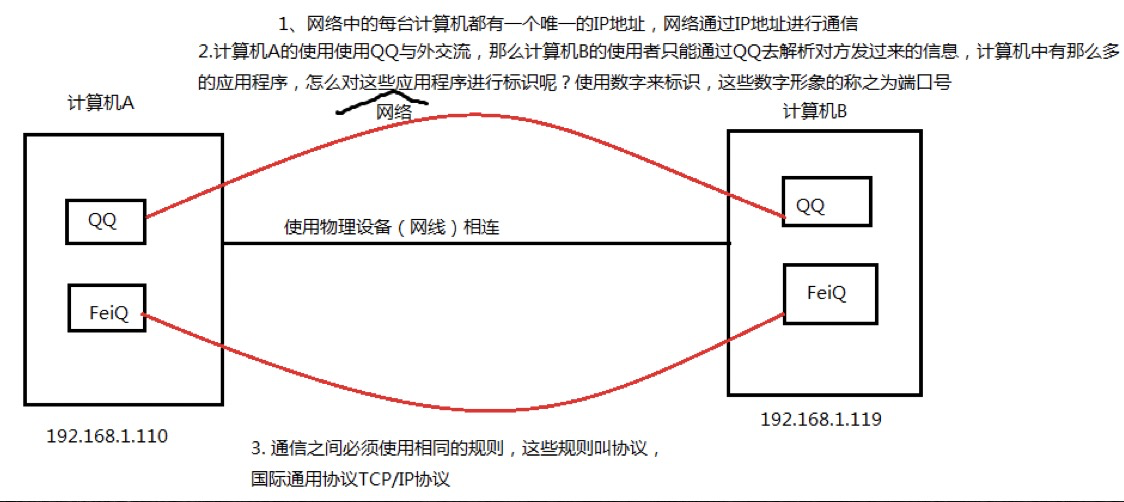 1、网络中的每台计算机都有一个唯一的IP地址，网络通过IP地址进行通信
2.计算机A的使用使用QQ与外交流，那么计算机B的使用者只能通过QQ去解析对方发过来的信息，计算机中有那么多
的应用程序，怎么对这些应用程序进行标识呢？使用数字来标识，这些数字形象的称之为端口号
计算机A
网络
计算机B
QQ
QQ
使用物理设备（网线）相连
FeiQ
FeiQ
192.168.1.110
192.168.1.119
3. 通信之间必须使用相同的规则，这些规则叫协议，
国际通用协议TCP/IP协议